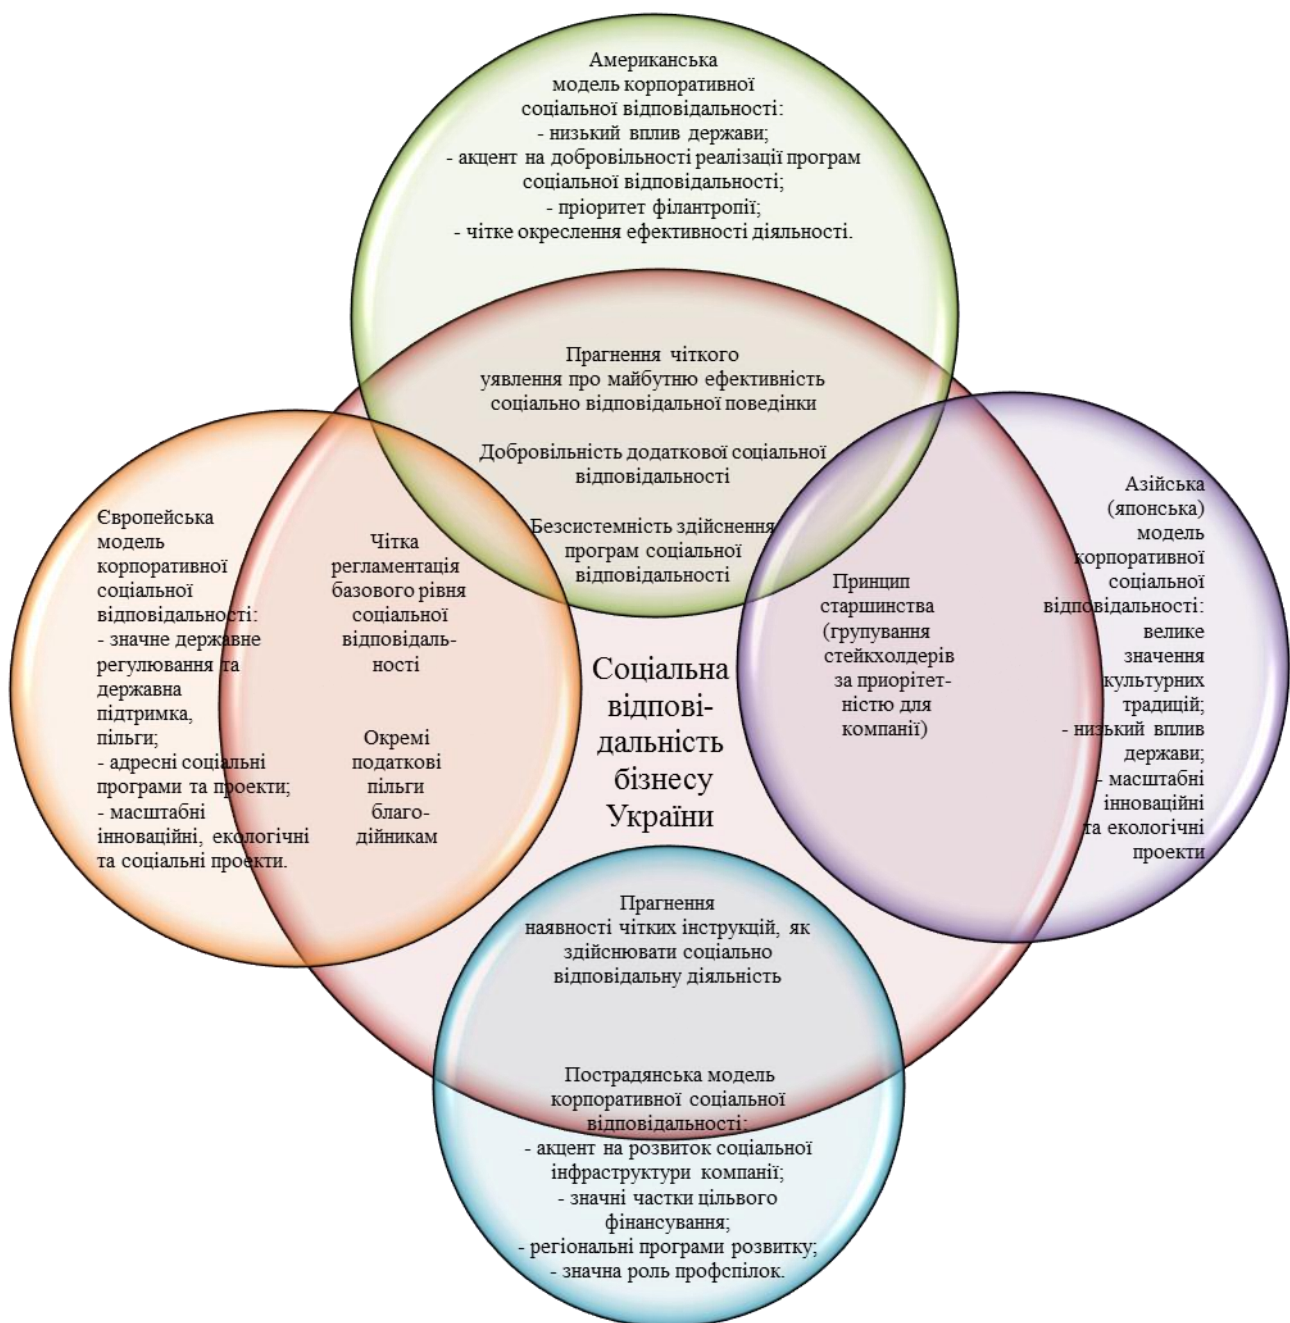 Американська
модель корпоративної
соціальної відповідальності:
- низький вплив держави;
- акцент на добровільності реалізації програм
соціальної відповідальності;
- пріоритет філантропії;
- чітке окреслення ефективності діяльності.
Прагнення чіткого
уявлення про майбутню ефективність
соціально відповідальної поведінки
Добровільність додаткової соціальної
відповідальності
Безсистемність здійснення
програм соціальної
відповідальності
Європейська
модель
корпоративної
соціальної
відповідальності:
- значне державне
регулювання та
державна
підтримка,
пільги;
- адресні соціальні
програми та проекти;
- масштабні
інноваційні, екологічні
та соціальні проекти.
Чітка
регламентація
базового рівня
соціальної
відповідаль-
ності
Окремі
податкові
пільги
благо-
дійникам
Соціальна
відпові-
дальність
бізнесу
України
Принцип
старшинства
(групування
стейкхолдерів
за приорітет-
ністю для
компанії)
Азійська
(японська)
модель
корпоративної
соціальної
відповідальності:
велике
значення
культурних
традицій;
- низький вплив
держави;
- масштабні
інноваційні
та екологічні
проекти
Прагнення
наявності чітких інструкцій, як
здійснювати соціально
відповідальну діяльність
Пострадянська модель
корпоративної соціальної
відповідальності:
- акцент на розвиток соціальної
інфраструктури компанії;
- значні частки цільвого
фінансування;
- регіональні програми розвитку;
- значна роль профспілок.